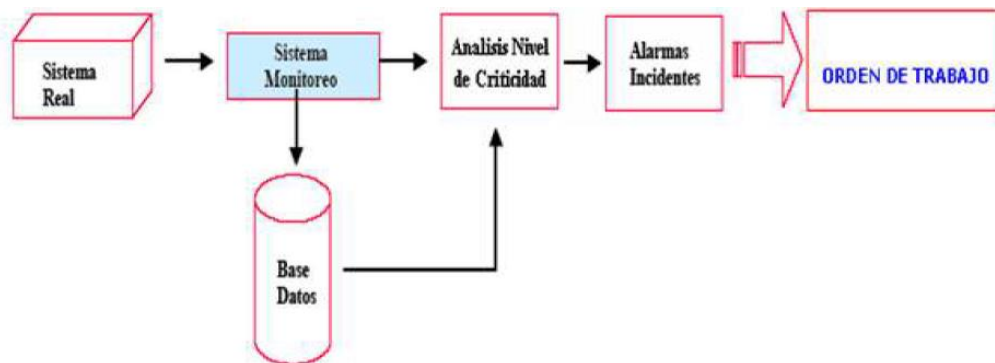 Sistema
Real
Sistema
Monitoreo
Analisis Nivel
de Criticidad
Alarmas
Incidentes
ORDEN DE TRABAJO
Base
Datos